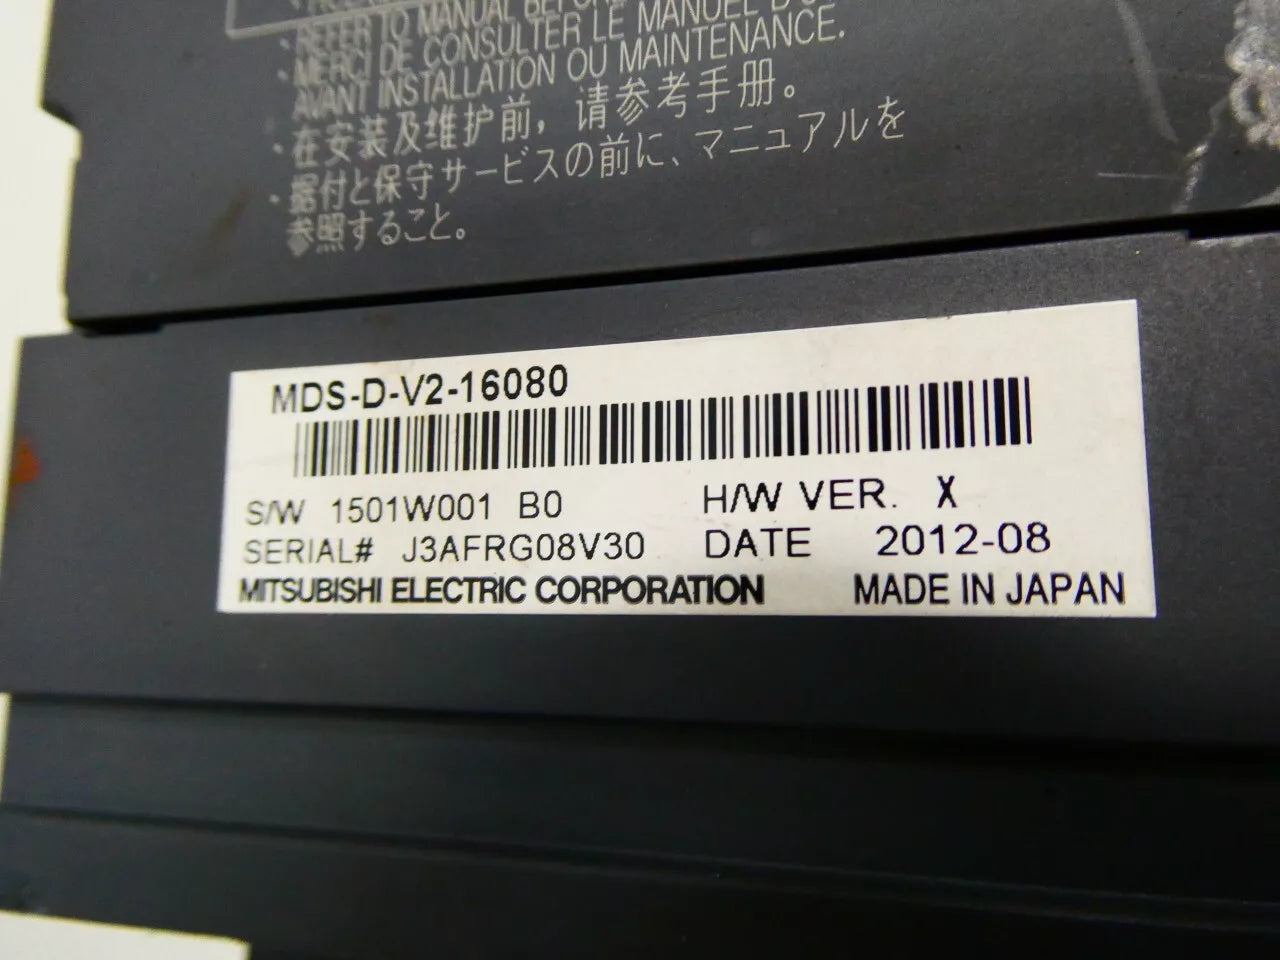 · REFER TO MANUAL BEFORE
· MERCI DE CONSULTER LE MANUEL D'U
AVANT INSTALLATION OU MAINTENANCE.
· 在安装及维护前，请参考手册。
· 据付と保守サービスの前に、マニュアルを
参照すること。
MDS-D-V2-16080
S/W 1501W001 B0 H/W VER. X
SERIAL# J3AFRG08V30 DATE 2012-08
MITSUBISHI ELECTRIC CORPORATION MADE IN JAPAN